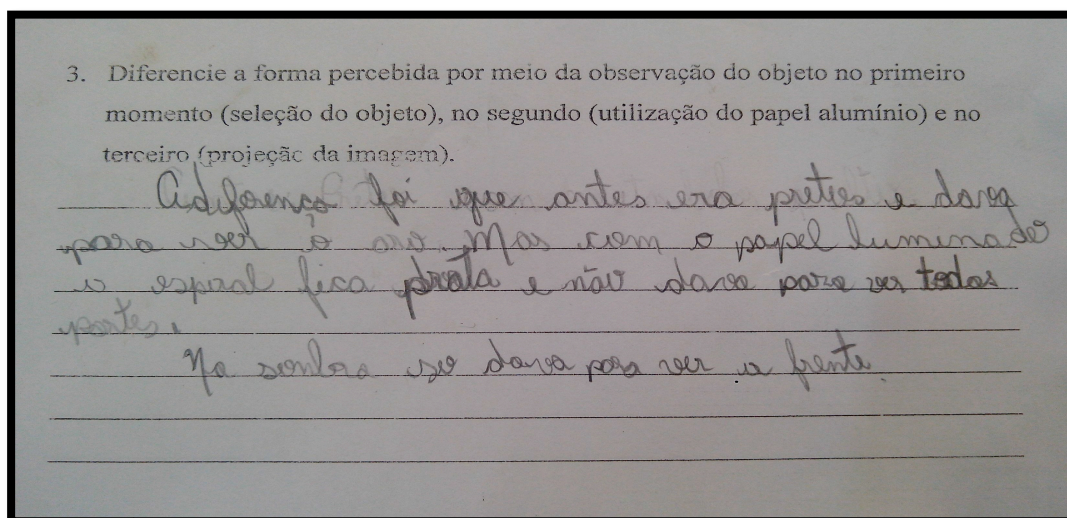 3. Diferencie a forma percebida por meio da observação do objeto no primeiro
momento (seleção do objeto), no segundo (utilização do papel alumínio) e no
terceiro (projeção da imagem).
Adiferença foi que antes era preto e dava
para ver o aro. Mas com o papel luminado
o espiral fica prata e não dava para ver todas
partes.
Na sombra so dava para ver a frente.